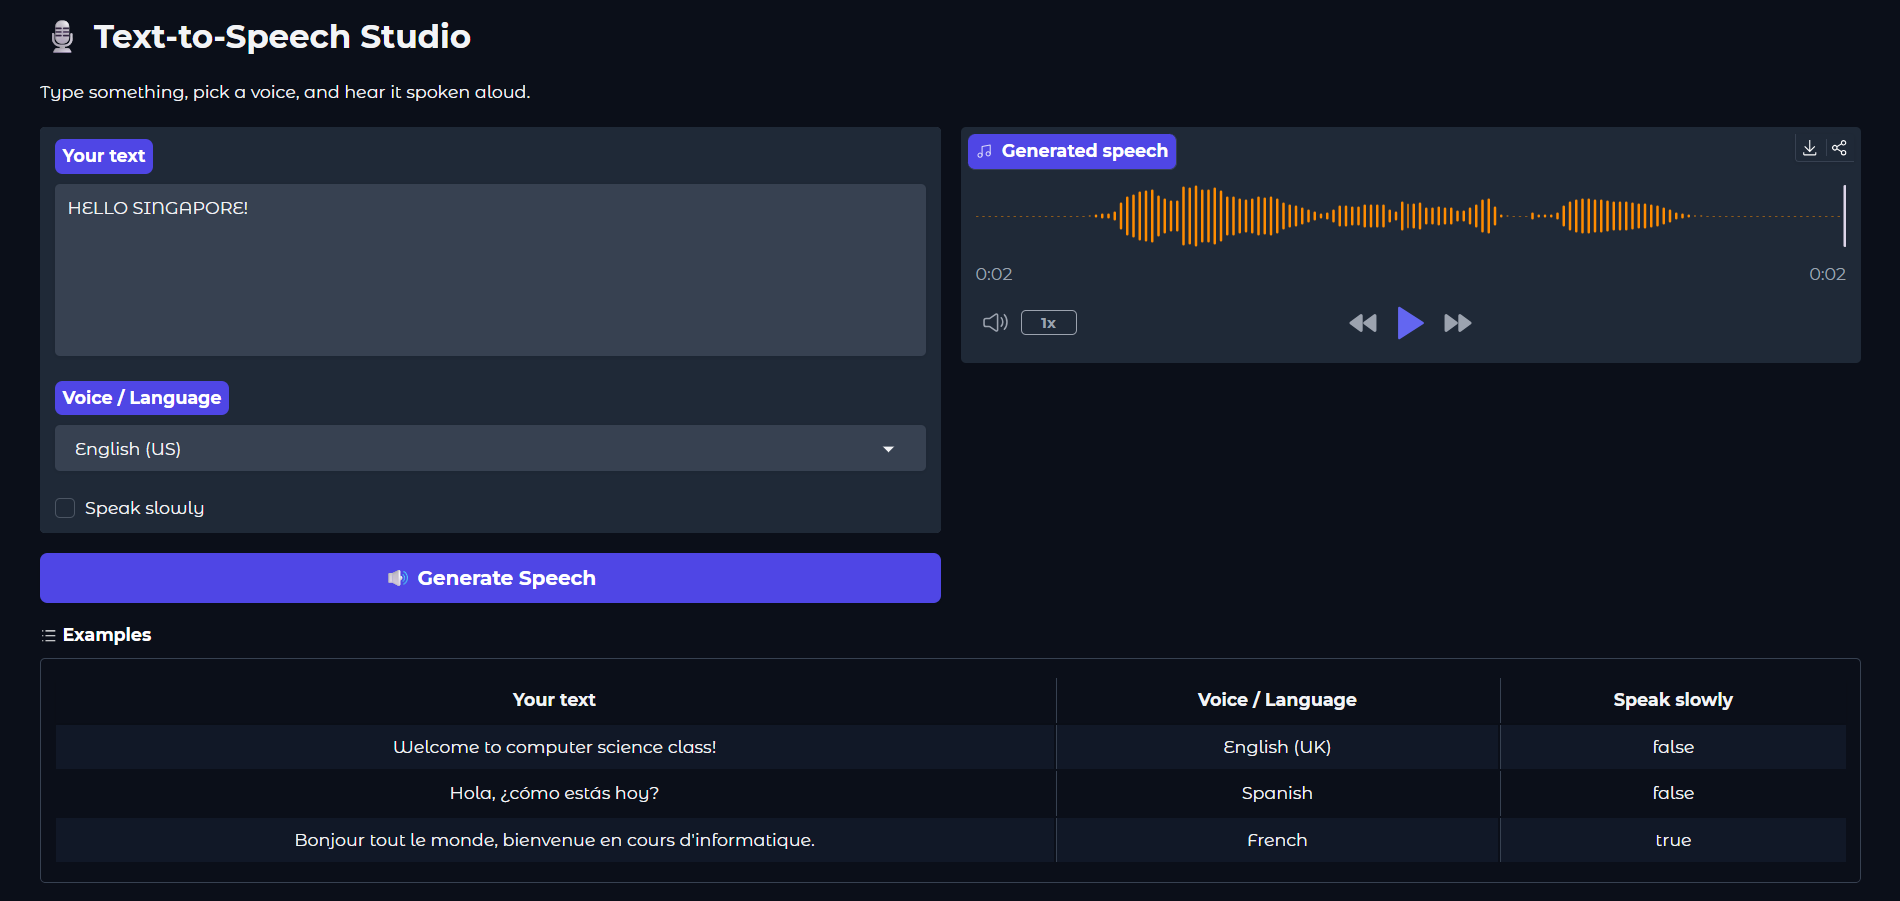 Text-to-Speech Studio
Type something, pick a voice, and hear it spoken aloud.
Your text
HELLO SINGAPORE!
Voice / Language
English (US)
Speak slowly
Generate Speech
Generated speech
0:02 0:02
1x
Examples
Your text Voice / Language Speak slowly
Welcome to computer science class! English (UK) false
Hola, ¿cómo estás hoy? Spanish false
Bonjour tout le monde, bienvenue en cours d'informatique. French true